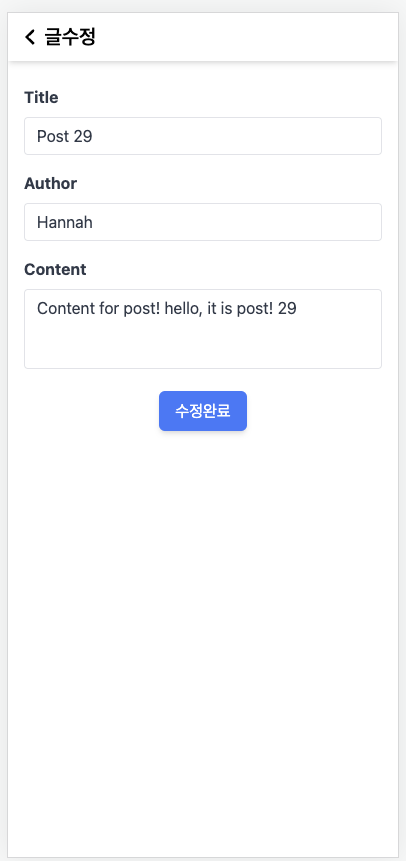 글수정
Title
Post 29
Author
Hannah
Content
Content for post! hello, it is post! 29
수정완료